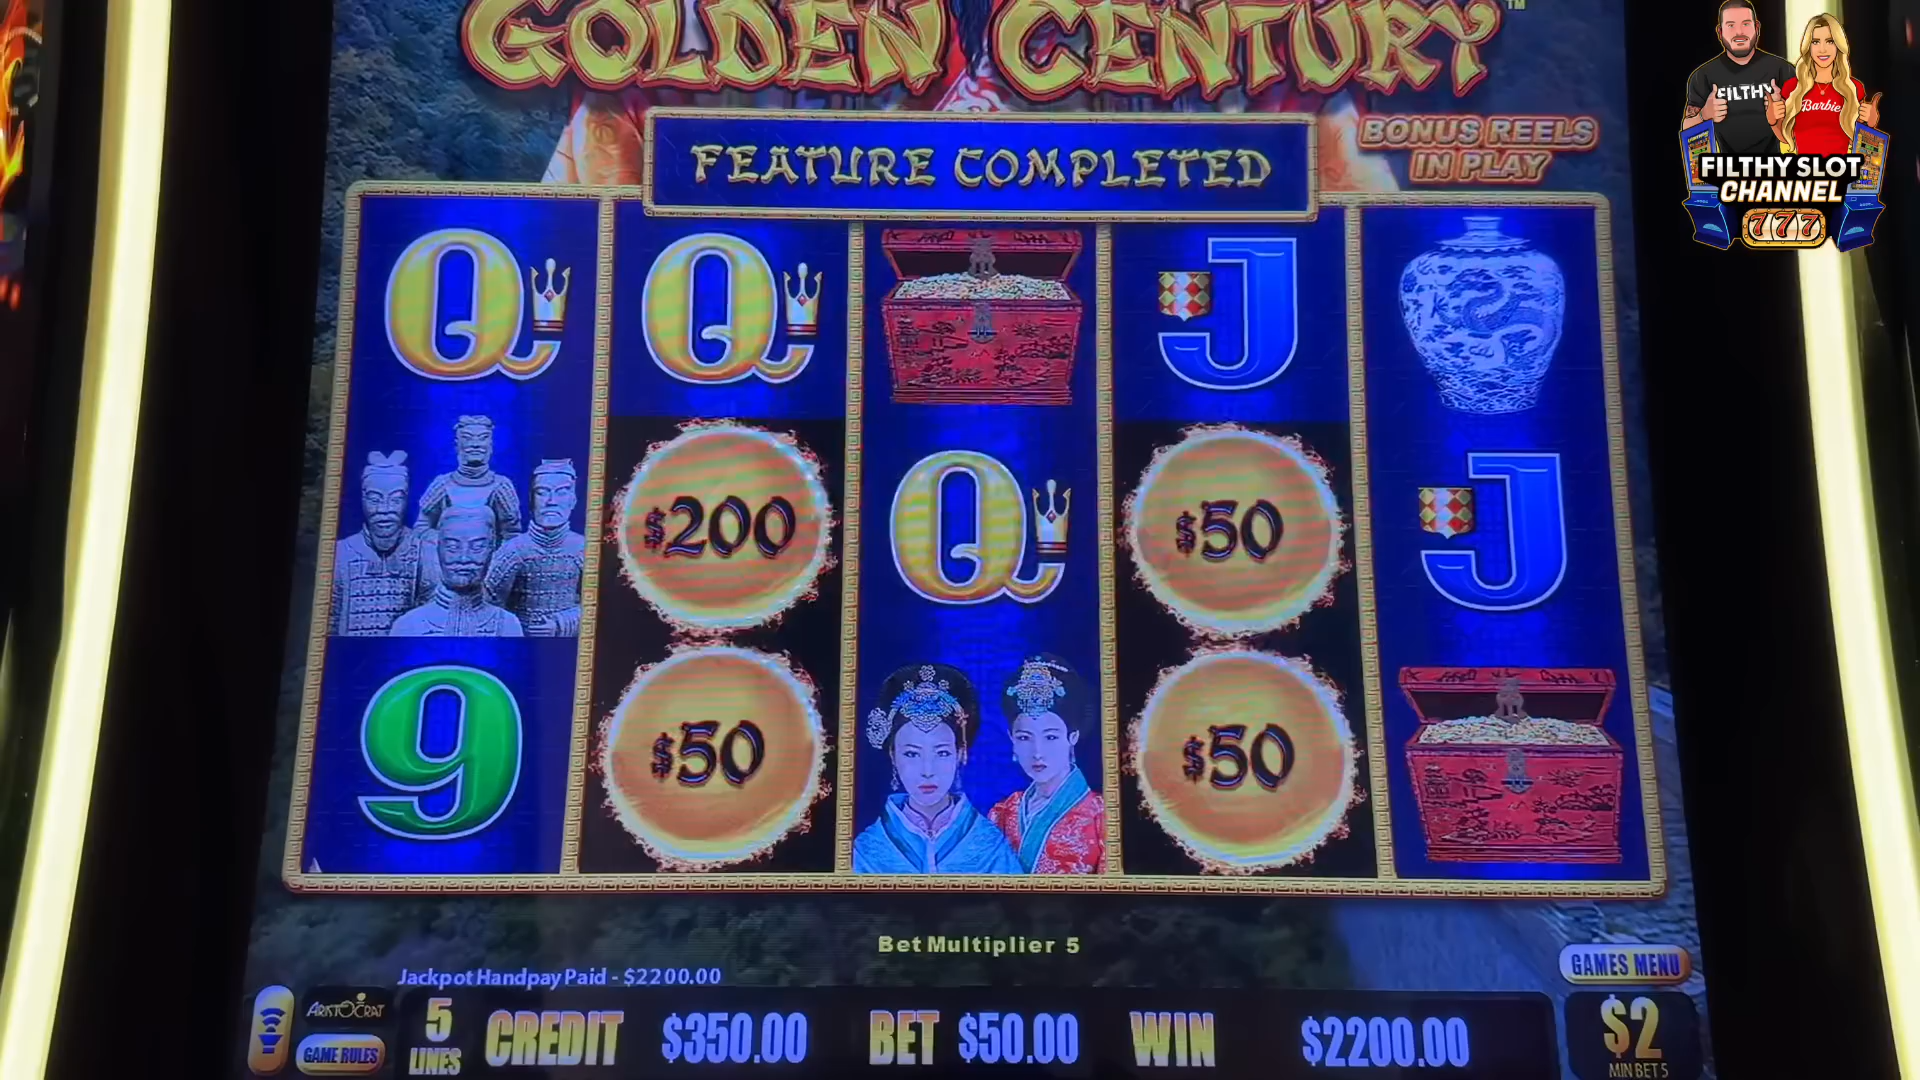 GOLDEN CENTURY™
FEATURE COMPLETED
BONUS REELS
IN PLAY
FILTHY
Barbie
FILTHY SLOT
CHANNEL
777
Q Q J
$200 Q $50 J
9 $50 $50
Bet Multiplier 5
Jackpot Handpay Paid - $2200.00
GAMES MENU
ARISTOCRAT
GAME RULES
5
LINES
CREDIT $350.00 BET $50.00 WIN $2200.00
$2
MIN BET 5